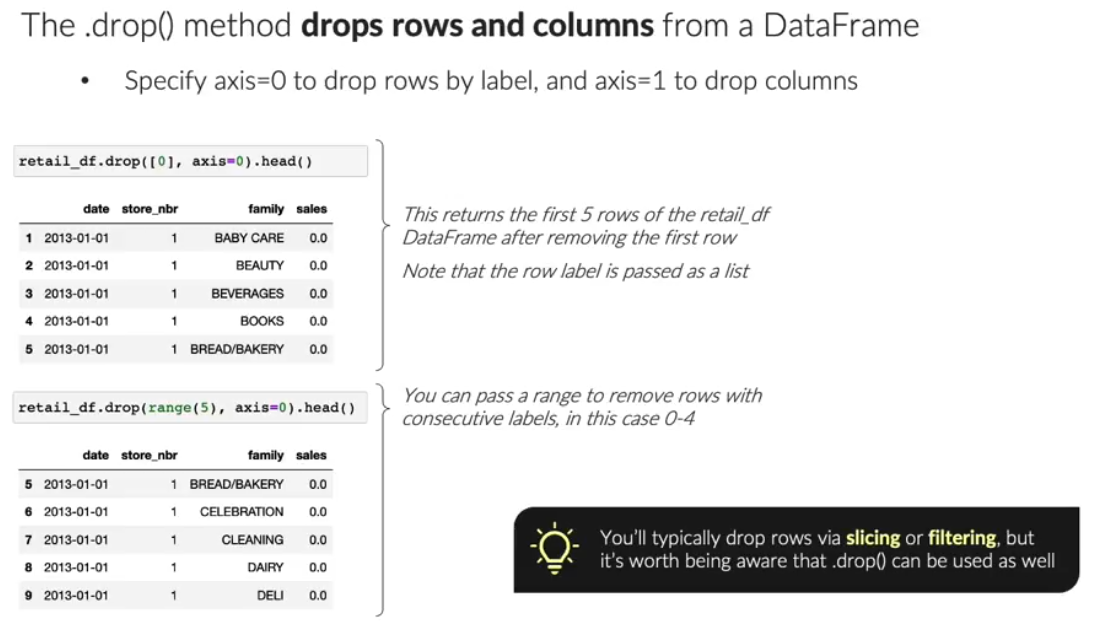 The .drop() method drops rows and columns from a DataFrame
• Specify axis=0 to drop rows by label, and axis=1 to drop columns
retail_df.drop([0], axis=0).head()
date store_nbr family sales
1 2013-01-01 1 BABY CARE 0.0
2 2013-01-01 1 BEAUTY 0.0
3 2013-01-01 1 BEVERAGES 0.0
4 2013-01-01 1 BOOKS 0.0
5 2013-01-01 1 BREAD/BAKERY 0.0
This returns the first 5 rows of the retail_df
DataFrame after removing the first row
Note that the row label is passed as a list
retail_df.drop(range(5), axis=0).head()
date store_nbr family sales
5 2013-01-01 1 BREAD/BAKERY 0.0
6 2013-01-01 1 CELEBRATION 0.0
7 2013-01-01 1 CLEANING 0.0
8 2013-01-01 1 DAIRY 0.0
9 2013-01-01 1 DELI 0.0
You can pass a range to remove rows with
consecutive labels, in this case 0-4
You'll typically drop rows via slicing or filtering, but
it's worth being aware that .drop() can be used as well